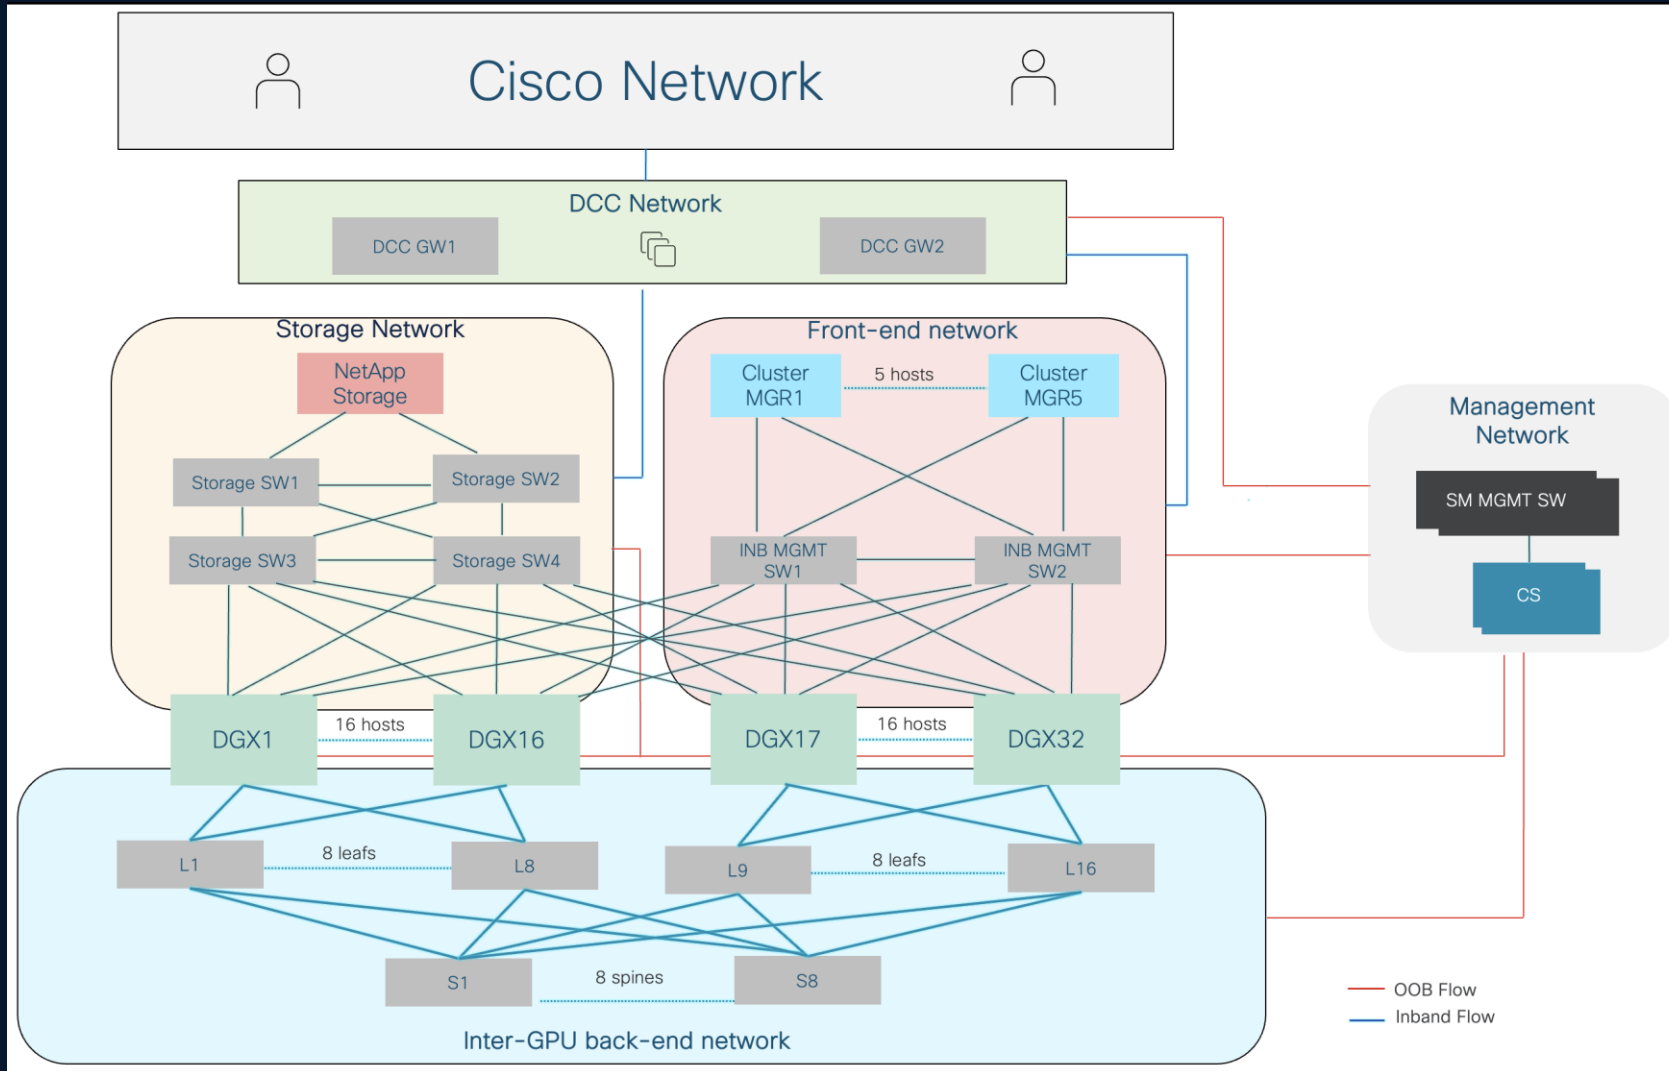 Cisco Network
DCC Network
DCC GW1
DCC GW2
Storage Network
NetApp
Storage
Storage SW1
Storage SW2
Storage SW3
Storage SW4
Front-end network
Cluster
MGR1
5 hosts
Cluster
MGR5
INB MGMT
SW1
INB MGMT
SW2
Management
Network
SM MGMT SW
CS
DGX1
16 hosts
DGX16
DGX17
16 hosts
DGX32
L1
8 leafs
L8
L9
8 leafs
L16
S1
8 spines
S8
Inter-GPU back-end network
OOB Flow
Inband Flow